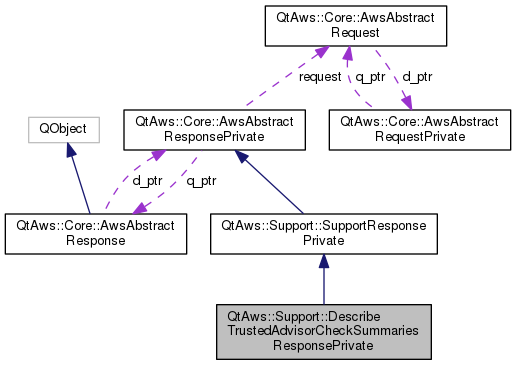 QtAws::Core::AwsAbstract
Request
request
q_ptr
d_ptr
QObject
QtAws::Core::AwsAbstract
ResponsePrivate
QtAws::Core::AwsAbstract
RequestPrivate
d_ptr
q_ptr
QtAws::Core::AwsAbstract
Response
QtAws::Support::SupportResponse
Private
QtAws::Support::Describe
TrustedAdvisorCheckSummaries
ResponsePrivate